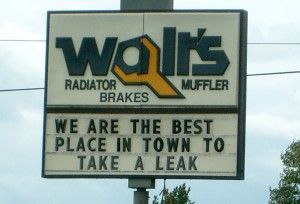 Walt's
RADIATOR MUFFLER
BRAKES
WE ARE THE BEST
PLACE IN TOWN TO
TAKE A LEAK